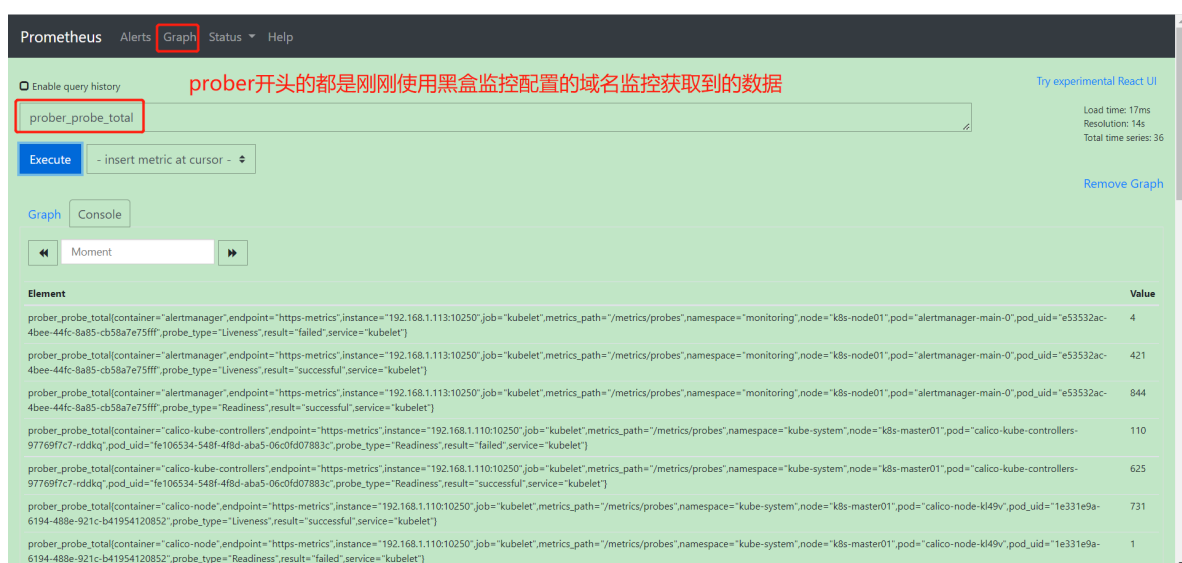 Prometheus Alerts Graph Status Help
Enable query history
prober开头的都是刚刚使用黑盒监控配置的域名监控获取到的数据
Try experimental React UI
prober_probe_total
Load time: 17ms
Resolution: 14s
Total time series: 36
Execute
- insert metric at cursor -
Remove Graph
Graph
Console
Moment
Element Value
prober_probe_total{container="alertmanager",endpoint="https-metrics",instance="192.168.1.113:10250",job="kubelet",metrics_path="/metrics/probes",namespace="monitoring",node="k8s-node01",pod="alertmanager-main-0",pod_uid="e53532ac- 4
4bee-44fc-8a85-cb58a7e75fff",probe_type="Liveness",result="failed",service="kubelet"}
prober_probe_total{container="alertmanager",endpoint="https-metrics",instance="192.168.1.113:10250",job="kubelet",metrics_path="/metrics/probes",namespace="monitoring",node="k8s-node01",pod="alertmanager-main-0",pod_uid="e53532ac- 421
4bee-44fc-8a85-cb58a7e75fff",probe_type="Liveness",result="successful",service="kubelet"}
prober_probe_total{container="alertmanager",endpoint="https-metrics",instance="192.168.1.113:10250",job="kubelet",metrics_path="/metrics/probes",namespace="monitoring",node="k8s-node01",pod="alertmanager-main-0",pod_uid="e53532ac- 844
4bee-44fc-8a85-cb58a7e75fff",probe_type="Readiness",result="successful",service="kubelet"}
prober_probe_total{container="calico-kube-controllers",endpoint="https-metrics",instance="192.168.1.110:10250",job="kubelet",metrics_path="/metrics/probes",namespace="kube-system",node="k8s-master01",pod="calico-kube-controllers- 110
97769f7c7-rddkq",pod_uid="fe106534-548f-4f8d-aba5-06c0fd07883c",probe_type="Readiness",result="failed",service="kubelet"}
prober_probe_total{container="calico-kube-controllers",endpoint="https-metrics",instance="192.168.1.110:10250",job="kubelet",metrics_path="/metrics/probes",namespace="kube-system",node="k8s-master01",pod="calico-kube-controllers- 625
97769f7c7-rddkq",pod_uid="fe106534-548f-4f8d-aba5-06c0fd07883c",probe_type="Readiness",result="successful",service="kubelet"}
prober_probe_total{container="calico-node",endpoint="https-metrics",instance="192.168.1.110:10250",job="kubelet",metrics_path="/metrics/probes",namespace="kube-system",node="k8s-master01",pod="calico-node-kl49v",pod_uid="1e331e9a- 731
6194-488e-921c-b41954120852",probe_type="Liveness",result="successful",service="kubelet"}
prober_probe_total{container="calico-node",endpoint="https-metrics",instance="192.168.1.110:10250",job="kubelet",metrics_path="/metrics/probes",namespace="kube-system",node="k8s-master01",pod="calico-node-kl49v",pod_uid="1e331e9a- 1
6194-488e-921c-b41954120852",probe_type="Readiness",result="failed",service="kubelet"}